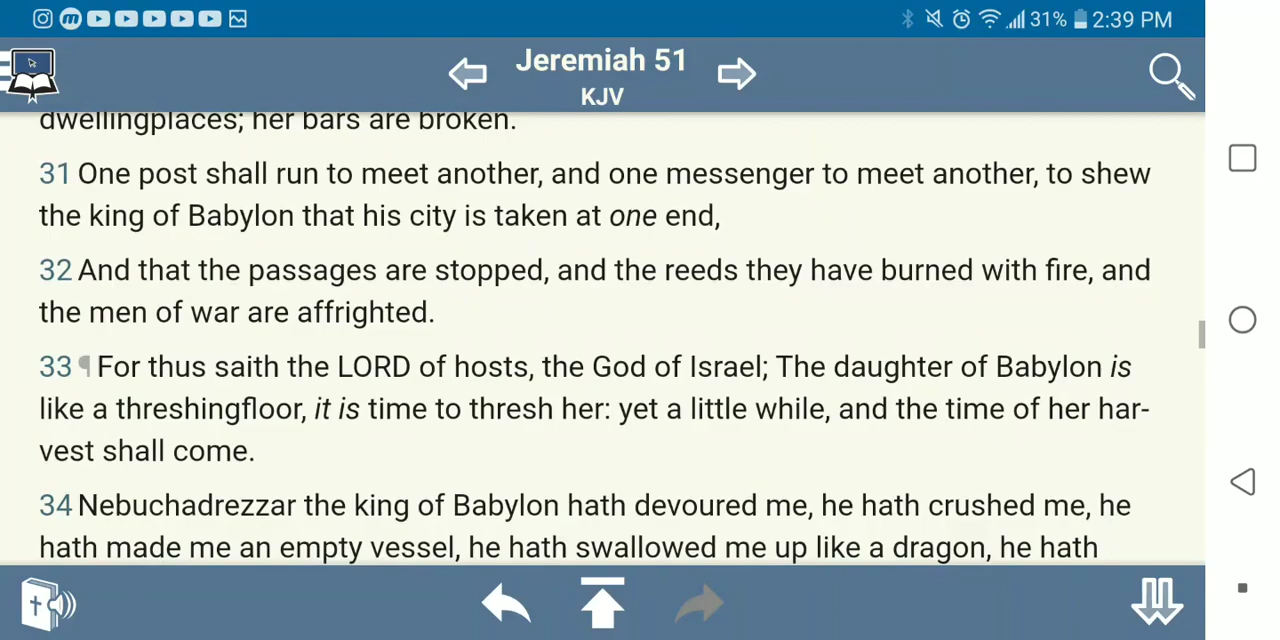 31% 2:39 PM
Jeremiah 51
KJV
dwellingplaces; her bars are broken.
31 One post shall run to meet another, and one messenger to meet another, to shew
the king of Babylon that his city is taken at one end,
32 And that the passages are stopped, and the reeds they have burned with fire, and
the men of war are affrighted.
33 ¶ For thus saith the LORD of hosts, the God of Israel; The daughter of Babylon is
like a threshingfloor, it is time to thresh her: yet a little while, and the time of her har-
vest shall come.
34 Nebuchadrezzar the king of Babylon hath devoured me, he hath crushed me, he
hath made me an empty vessel, he hath swallowed me up like a dragon, he hath